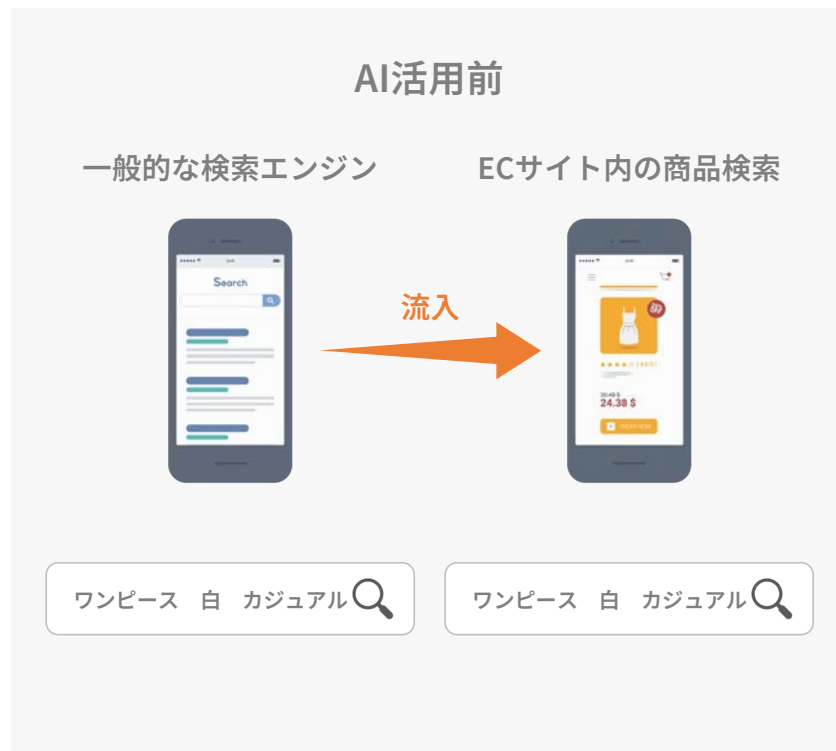 AI活用前
一般的な検索エンジン
ECサイト内の商品検索
Search
流入
24.38 $
ワンピース 白 カジュアル
ワンピース 白 カジュアル